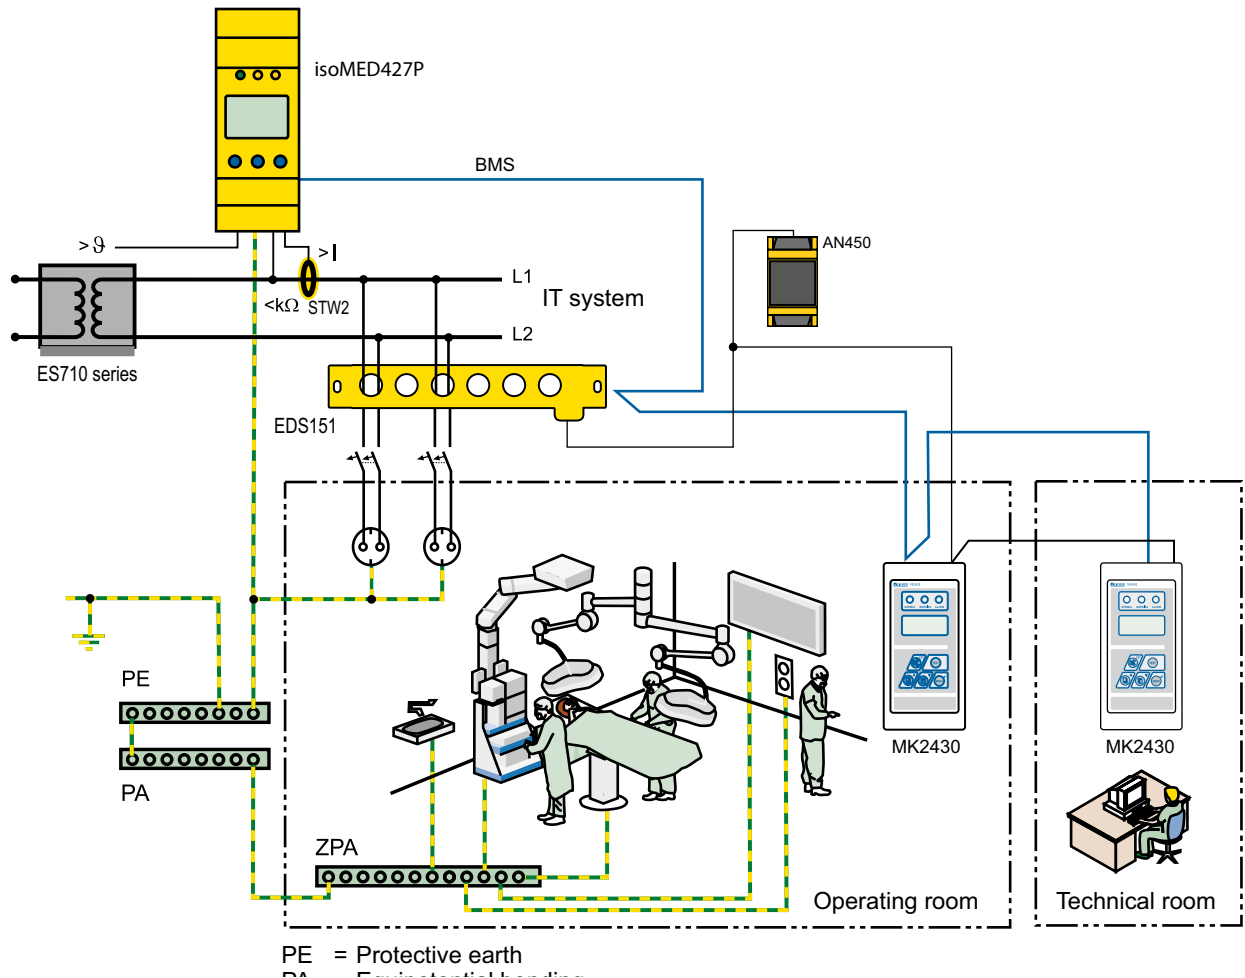 isoMED427P
BMS
>ϑ
>I
AN450
L1
IT system
<kΩ STW2
L2
ES710 series
EDS151
PE
PA
MK2430
MK2430
ZPA
Operating room
Technical room
PE = Protective earth